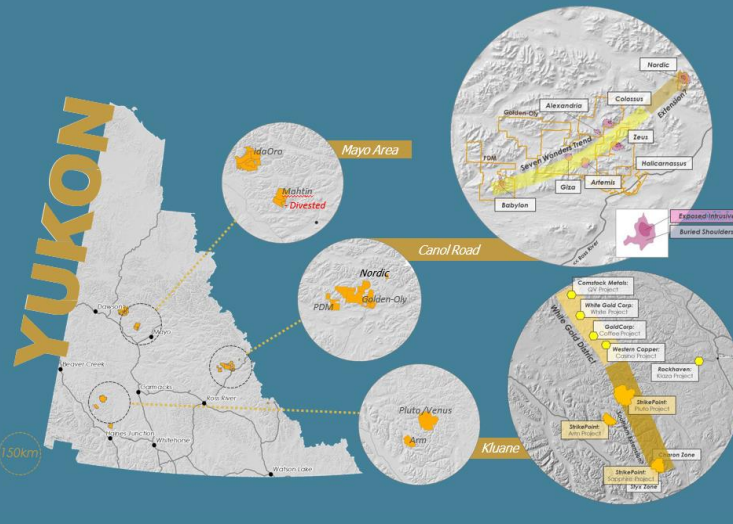 YUKON
Mayo Area
IdaOro
Mahtin
- Divested
Canol Road
Nordic
PDM
Golden-Oly
Kluane
Pluto/Venus
Arm
Dawson
Mayo
Beaver Creek
Carmacks
Ross River
Haines Junction
Whitehorse
Watson Lake
150km
Nordic
Colossus
Alexandria
Golden-Oly
Extension?
Zeus
Seven Wonders Trend
PDM
Halicarnassus
Artemis
Giza
Babylon
Exposed Intrusive
Buried Shoulders
Ross River
Comstock Metals:
QV Project
White Gold Corp:
White Project
GoldCorp:
Coffee Project
Western Copper:
Casino Project
Rockhaven:
Klaza Project
White Gold District
StrikePoint:
Pluto Project
StrikePoint:
Arm Project
Southern Extension
Charon Zone
StrikePoint:
Sapphire Project
Styx Zone